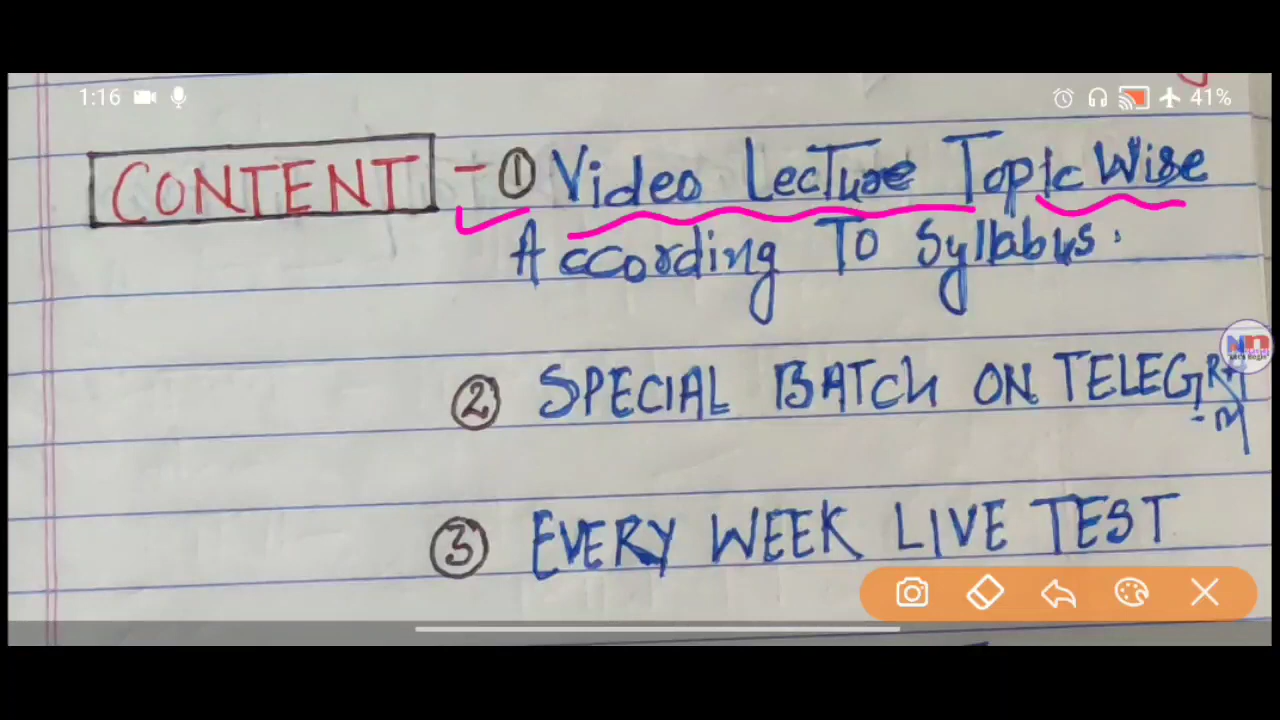 1:16 41%
CONTENT - ① Video Lecture Topic Wise
According To Syllabus.
② SPECIAL BATCH ON TELEGRA
-M
③ EVERY WEEK LIVE TEST